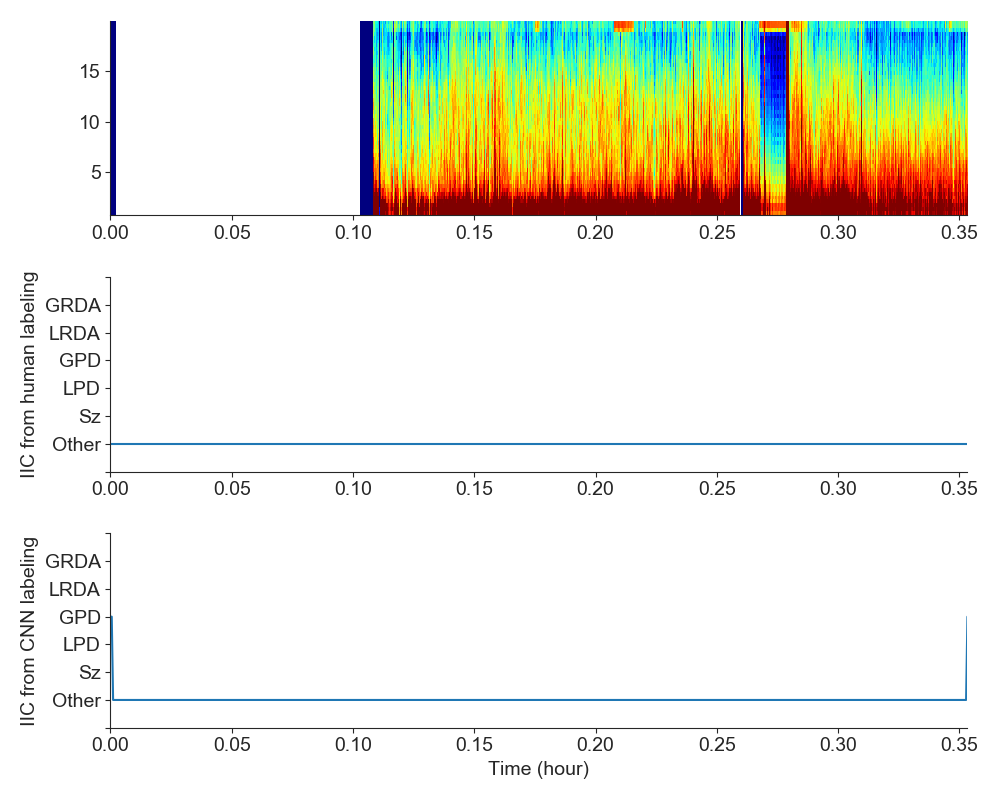 15
10
5
0.00 0.05 0.10 0.15 0.20 0.25 0.30 0.35
IIC from human labeling
GRDA
LRDA
GPD
LPD
Sz
Other
0.00 0.05 0.10 0.15 0.20 0.25 0.30 0.35
IIC from CNN labeling
GRDA
LRDA
GPD
LPD
Sz
Other
0.00 0.05 0.10 0.15 0.20 0.25 0.30 0.35
Time (hour)